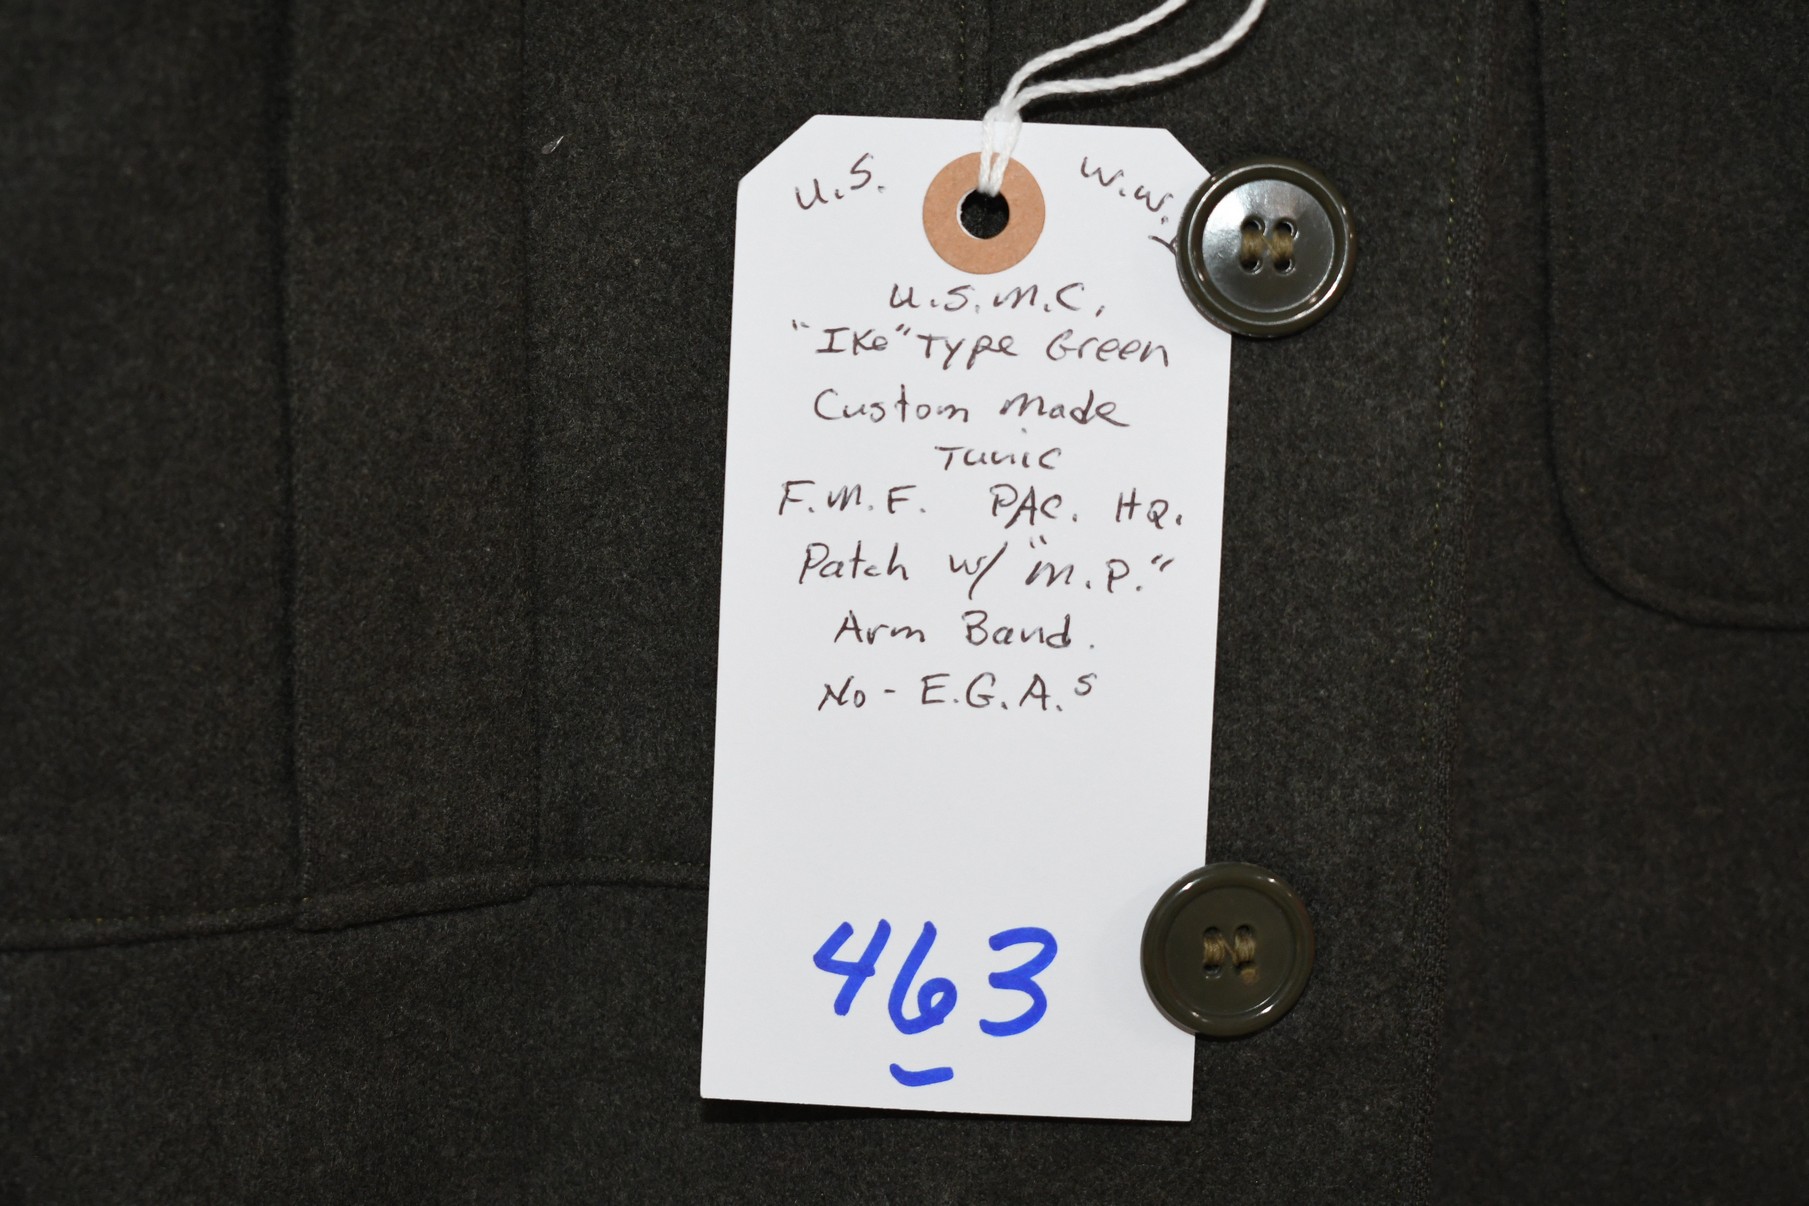 U.S. W.W.
U.S.M.C.
"IKe" Type Green
Custom Made
Tunic
F.M.F. PAC. HQ.
Patch w/ "M.P."
Arm Band.
No - E.G.A.s
463